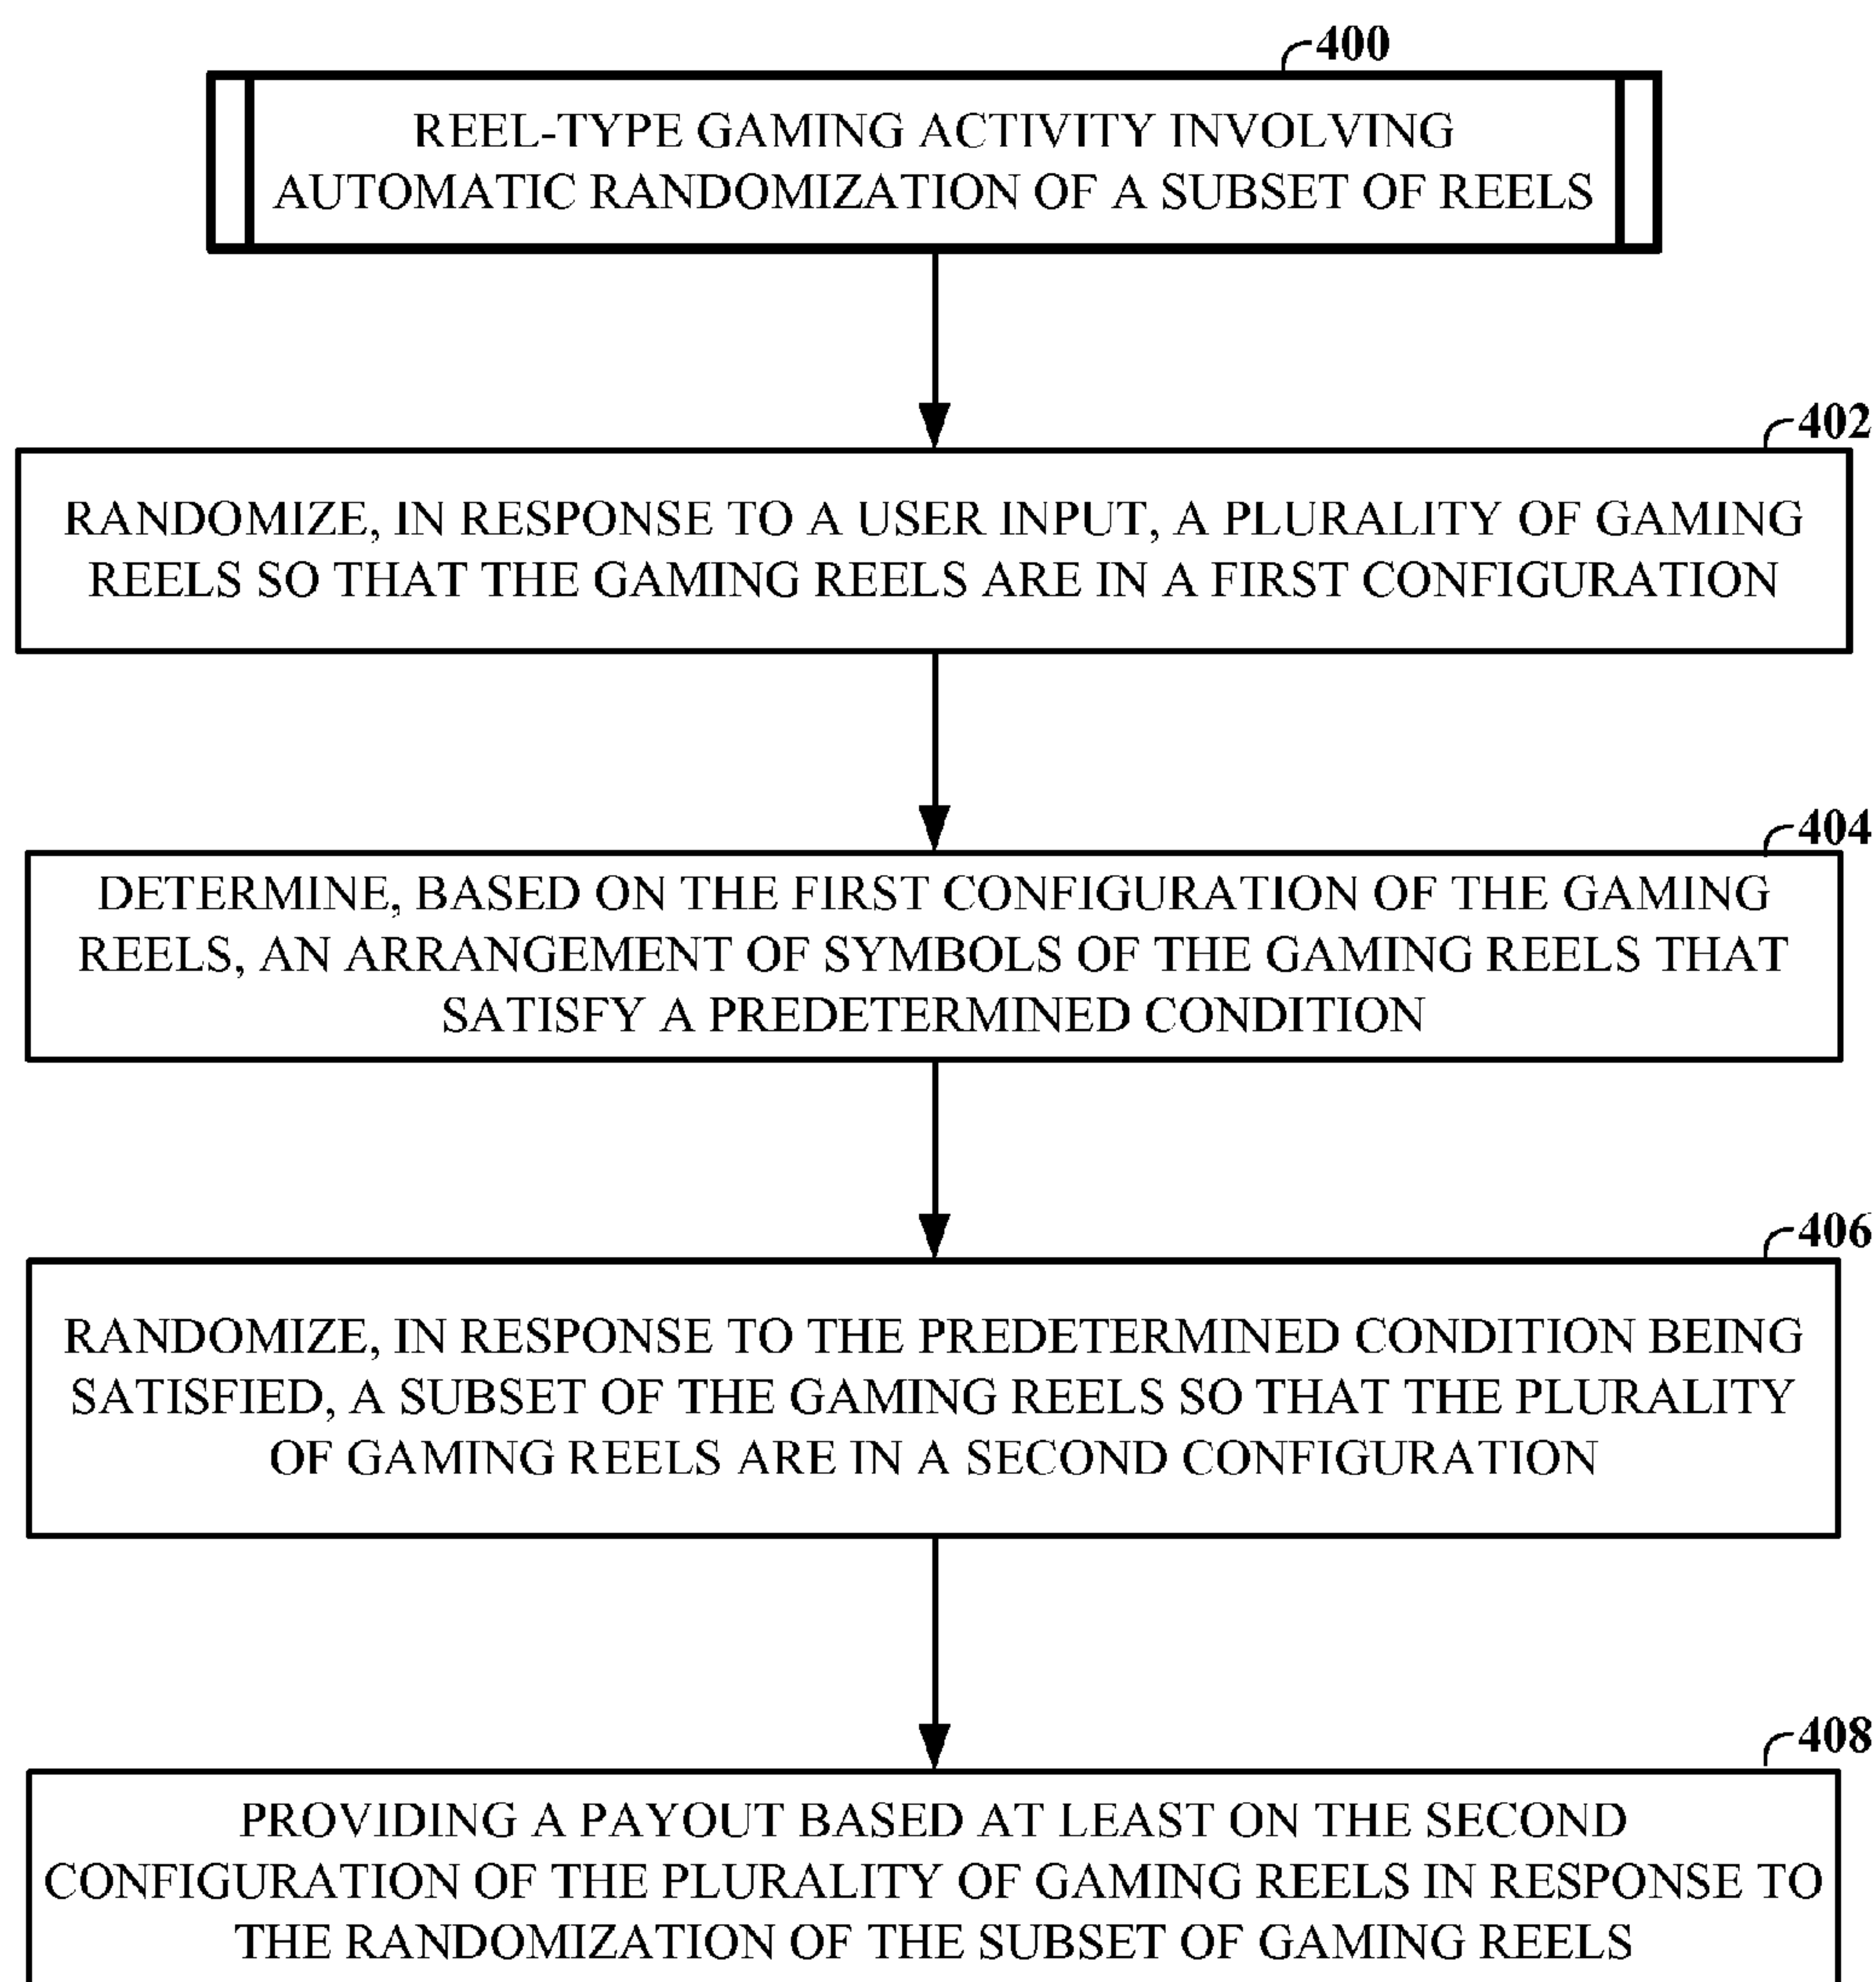 400
REEL-TYPE GAMING ACTIVITY INVOLVING
AUTOMATIC RANDOMIZATION OF A SUBSET OF REELS
402
RANDOMIZE, IN RESPONSE TO A USER INPUT, A PLURALITY OF GAMING
REELS SO THAT THE GAMING REELS ARE IN A FIRST CONFIGURATION
404
DETERMINE, BASED ON THE FIRST CONFIGURATION OF THE GAMING
REELS, AN ARRANGEMENT OF SYMBOLS OF THE GAMING REELS THAT
SATISFY A PREDETERMINED CONDITION
406
RANDOMIZE, IN RESPONSE TO THE PREDETERMINED CONDITION BEING
SATISFIED, A SUBSET OF THE GAMING REELS SO THAT THE PLURALITY
OF GAMING REELS ARE IN A SECOND CONFIGURATION
408
PROVIDING A PAYOUT BASED AT LEAST ON THE SECOND
CONFIGURATION OF THE PLURALITY OF GAMING REELS IN RESPONSE TO
THE RANDOMIZATION OF THE SUBSET OF GAMING REELS